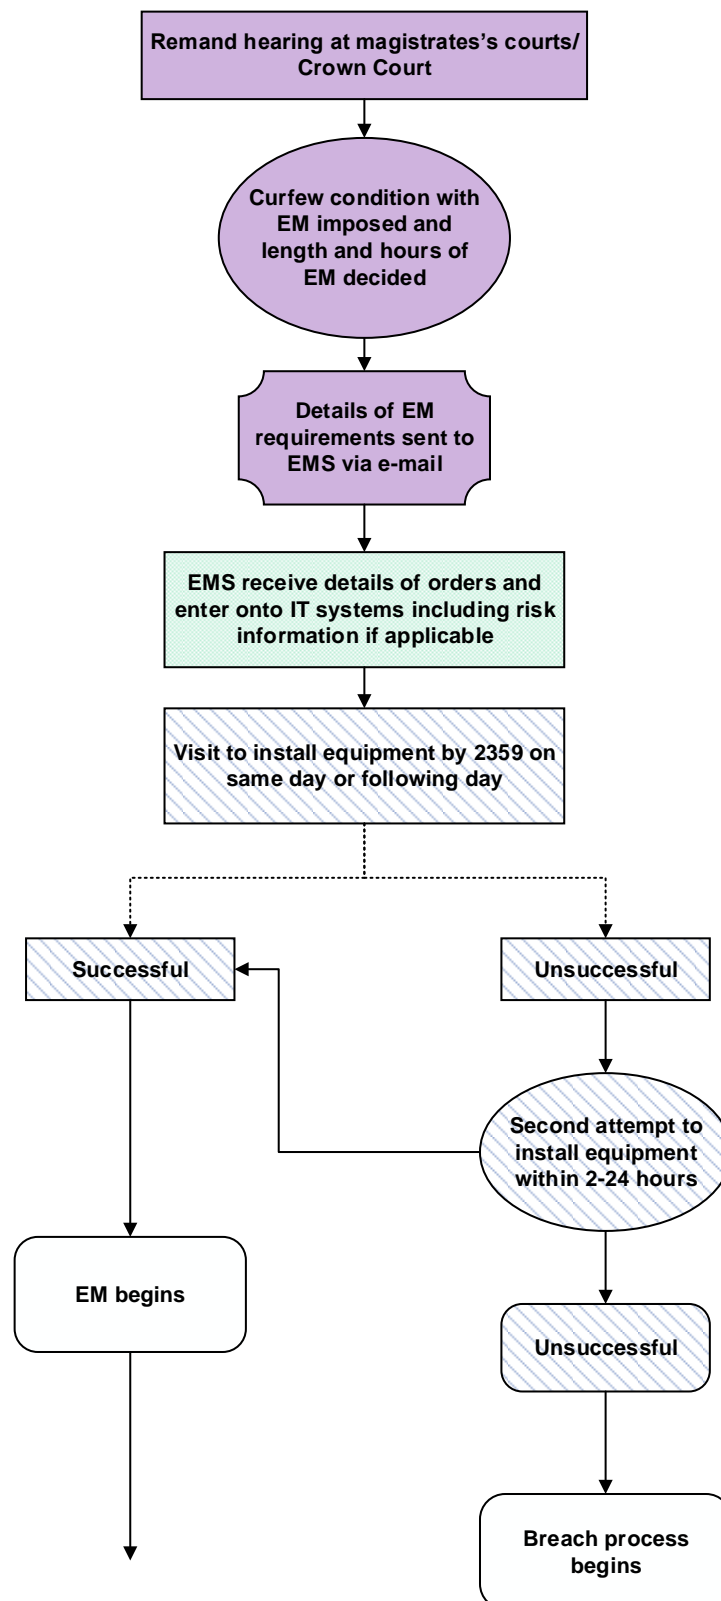 Remand hearing at magistrates's courts/
Crown Court
Curfew condition with
EM imposed and
length and hours of
EM decided
Details of EM
requirements sent to
EMS via e-mail
EMS receive details of orders and
enter onto IT systems including risk
information if applicable
Visit to install equipment by 2359 on
same day or following day
Successful
Unsuccessful
Second attempt to
install equipment
within 2-24 hours
EM begins
Unsuccessful
Breach process
begins